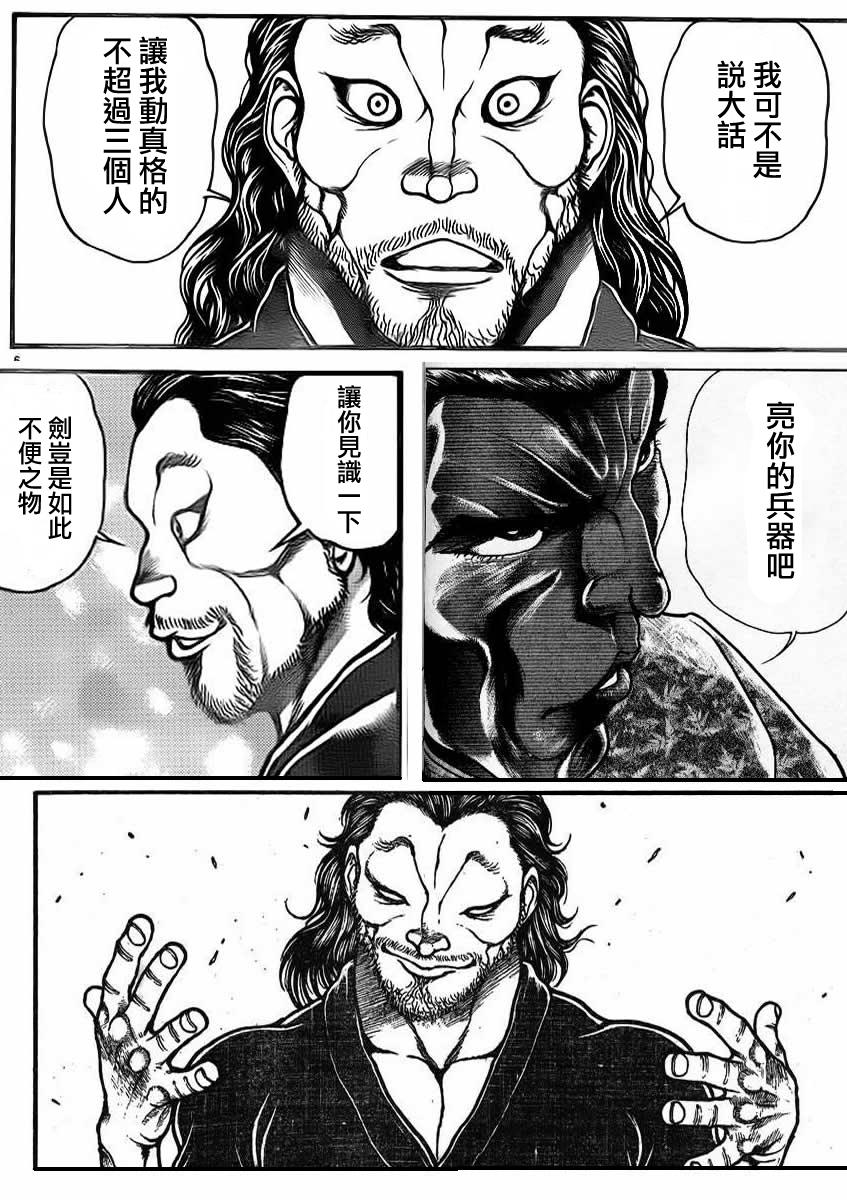 我可不是
説大話
讓我動真格的
不超過三個人
亮你的兵器吧
讓你見識一下
劍豈是如此
不便之物